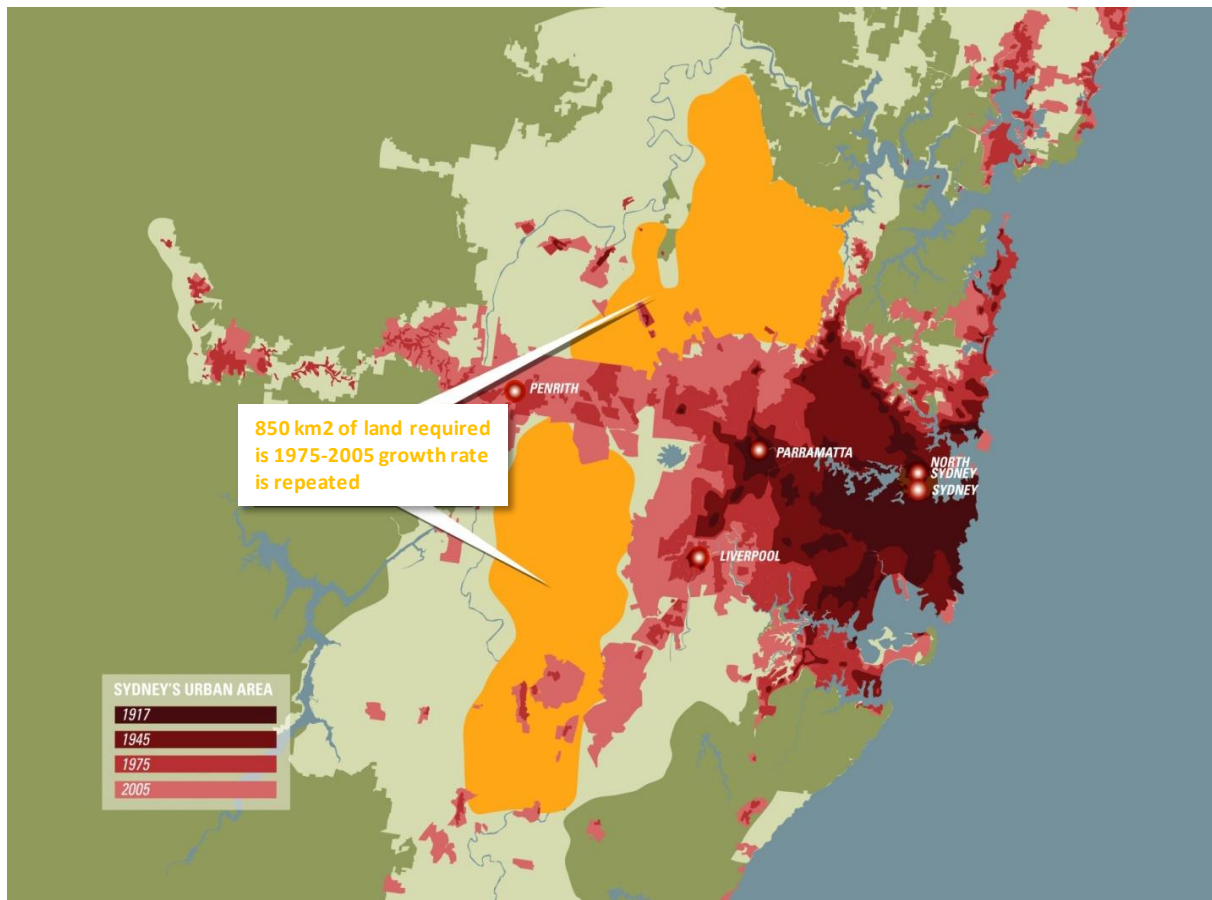 PENRITH
850 km2 of land required
is 1975-2005 growth rate
is repeated
PARRAMATTA
NORTH
SYDNEY
SYDNEY
LIVERPOOL
SYDNEY'S URBAN AREA
1917
1945
1975
2005